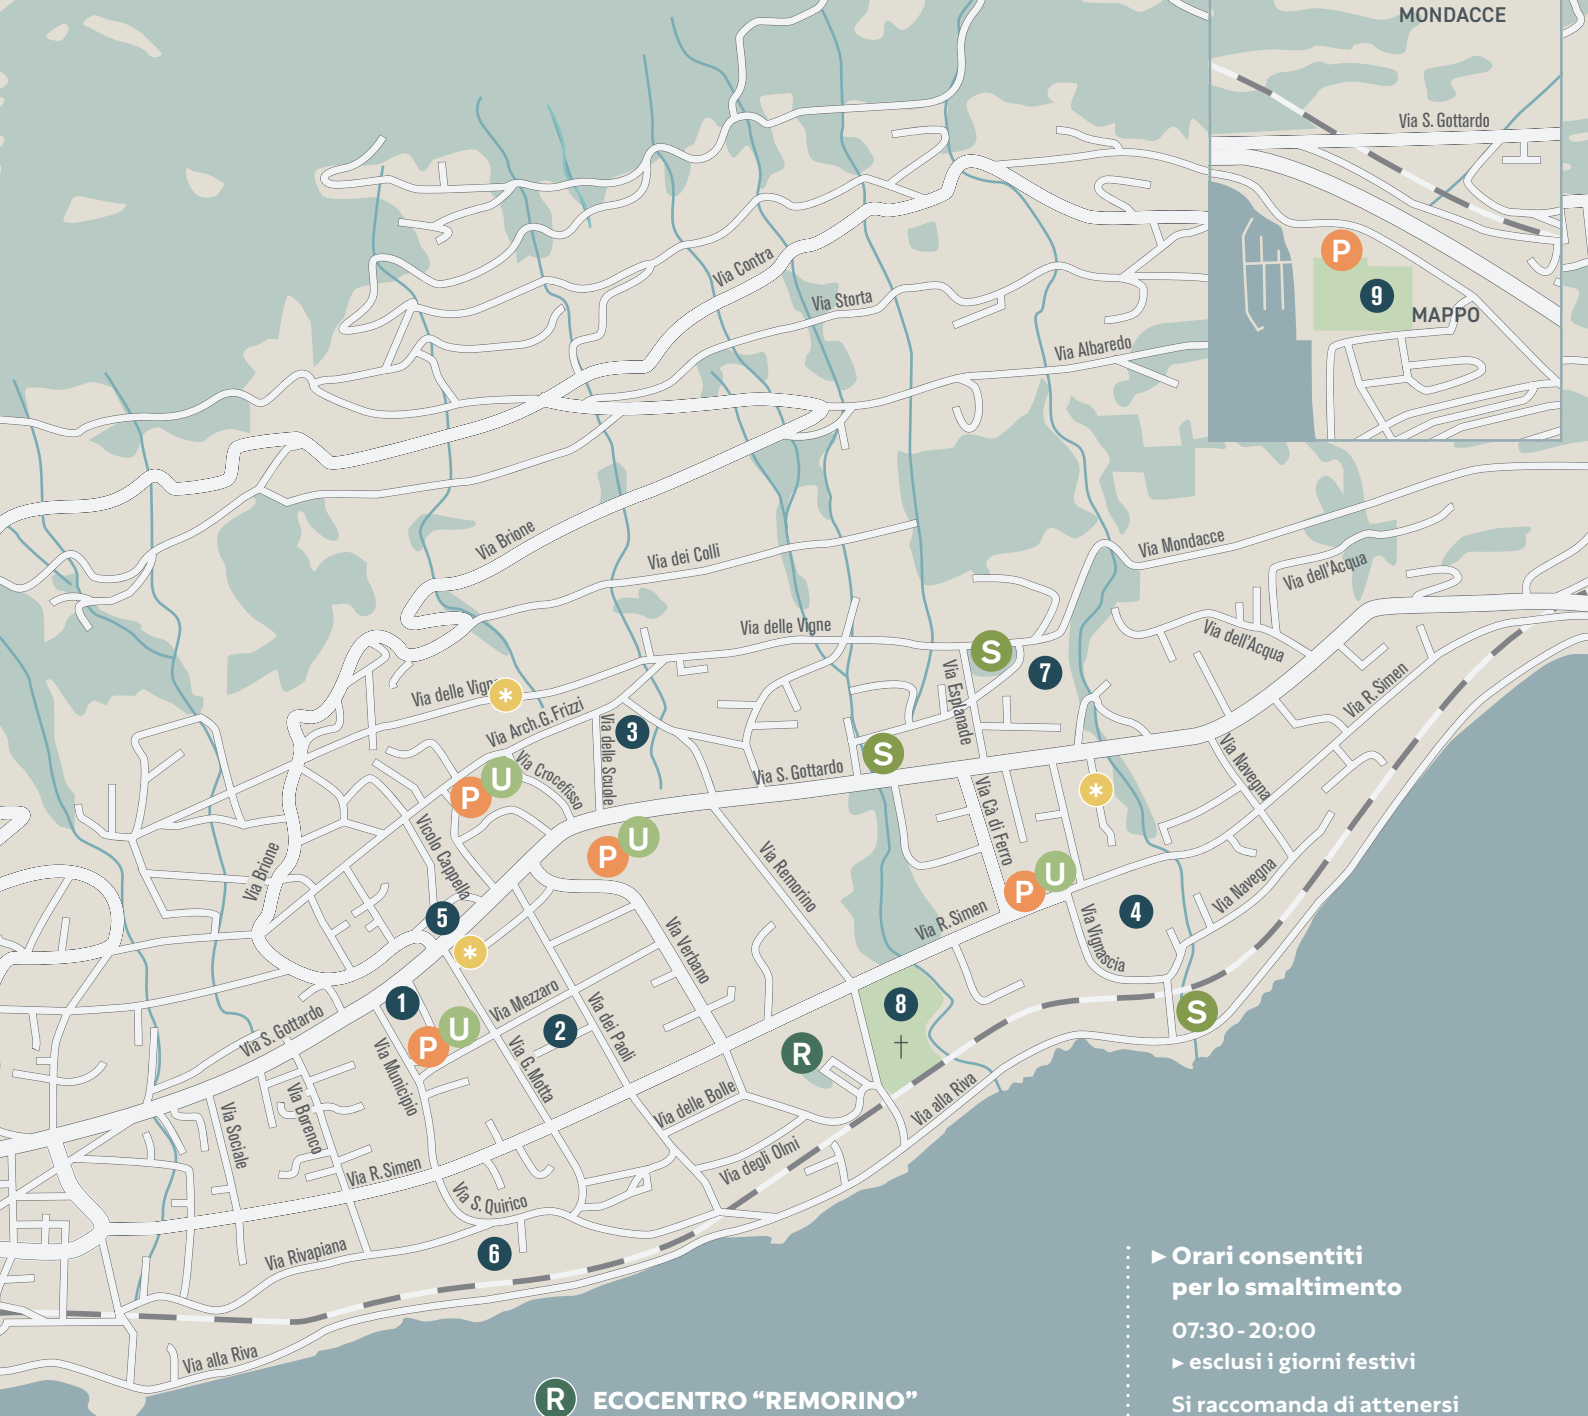 MONDACCE
Via S. Gottardo
P
9
MAPPO
Via Contra
Via Storta
Via Albaredo
Via Brione
Via dei Colli
Via Mondacce
Via dell'Acqua
Via delle Vigne
Via dell'Acqua
S
7
Via Esplanade
Via R. Simen
Via delle Vigne
*
Via Arch. G. Frizzi
3
Via delle Scuole
Via Crocefisso
U
P
S
Via S. Gottardo
Via Navegna
*
Via Cà di Ferro
Vicolo Cappella
U
P
Via Remorino
Via Brione
U
P
Via Navegna
5
*
Via Verbano
Via R. Simen
4
Via Vignascia
1
Via Mezzaro
8
†
S
Via S. Gottardo
U
P
2
Via dei Paoli
R
Via Municipio
Via G. Motta
Via Borenco
Via Sociale
Via delle Bolle
Via alla Riva
Via degli Olmi
Via R. Simen
Via S. Quirico
6
Via Rivapiana
Via alla Riva
R ECOCENTRO “REMORINO”
▸ Orari consentiti
per lo smaltimento
07:30 - 20:00
▸ esclusi i giorni festivi
Si raccomanda di attenersi